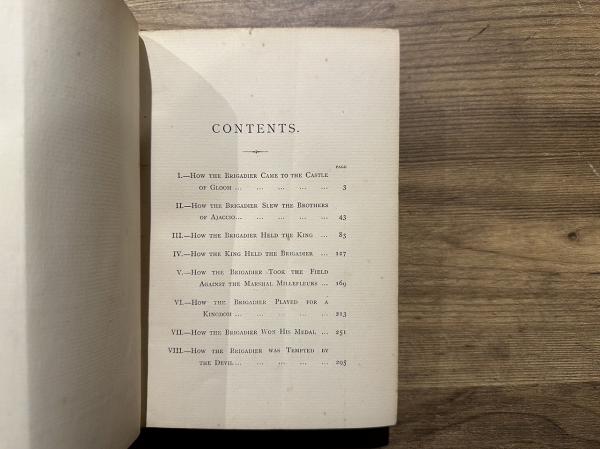 CONTENTS.
PAGE
I.—How the Brigadier Came to the Castle
of Gloom ... ... ... ... ... 3
II.—How the Brigadier Slew the Brothers
of Ajaccio ... ... ... ... ... 43
III.—How the Brigadier Held the King ... 83
IV.—How the King Held the Brigadier ... 127
V.—How the Brigadier Took the Field
Against the Marshal Millefleurs ... 169
VI.—How the Brigadier Played for a
Kingdom ... ... ... ... ... 213
VII.—How the Brigadier Won His Medal ... 251
VIII.—How the Brigadier was Tempted by
the Devil ... ... ... ... ... 295